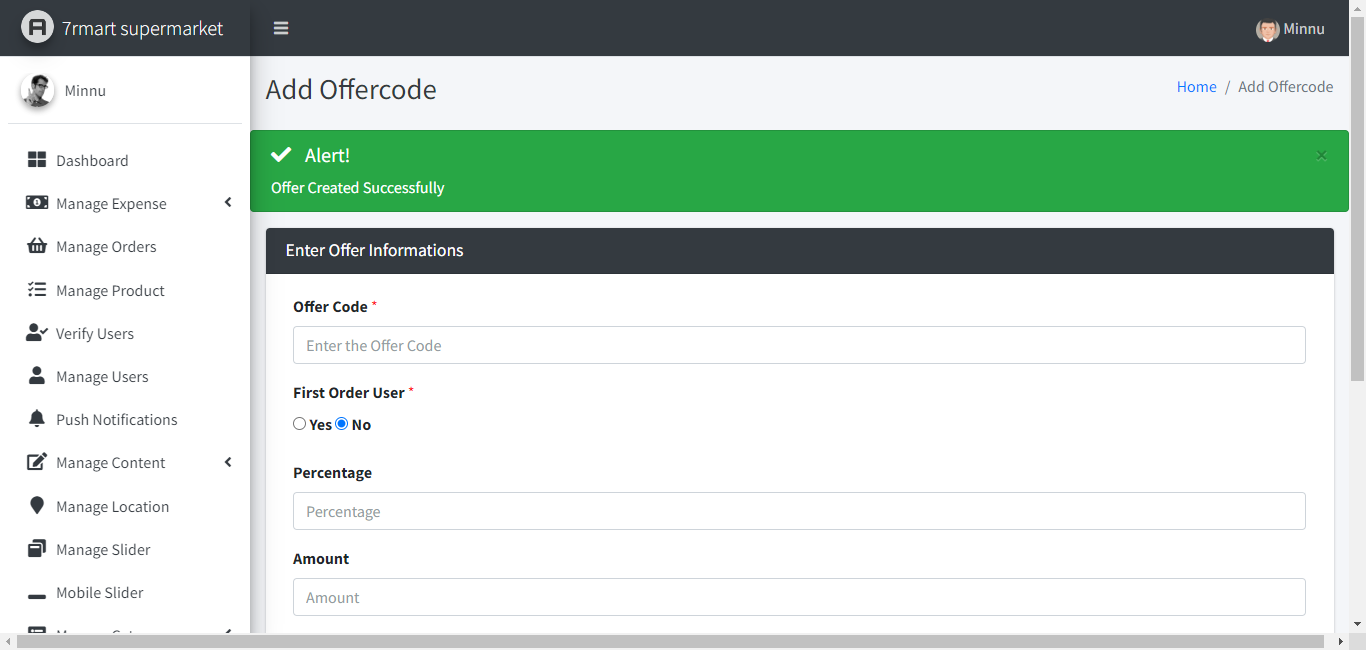 7rmart supermarket
Minnu
Minnu
Dashboard
Manage Expense
Manage Orders
Manage Product
Verify Users
Manage Users
Push Notifications
Manage Content
Manage Location
Manage Slider
Mobile Slider
Add Offercode
Home / Add Offercode
Alert!
×
Offer Created Successfully
Enter Offer Informations
Offer Code *
Enter the Offer Code
First Order User *
Yes No
Percentage
Percentage
Amount
Amount